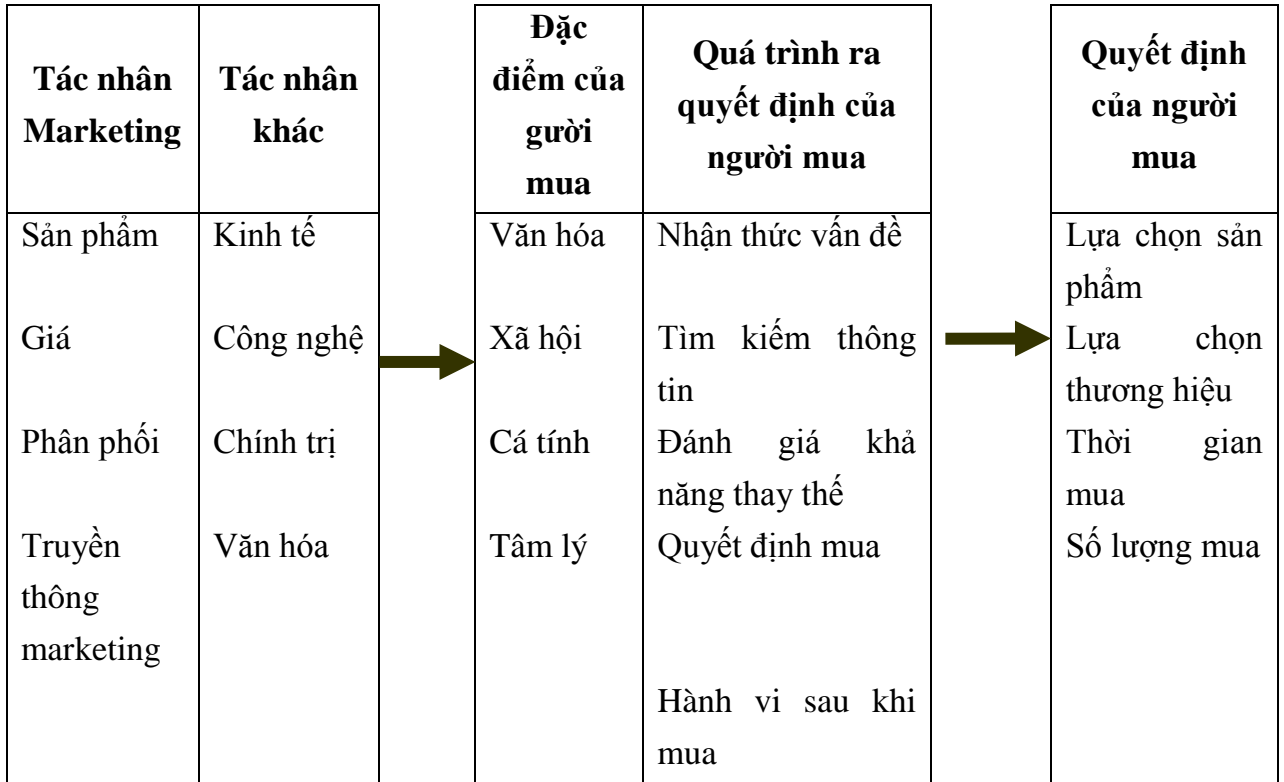 Tác nhân
Marketing
Tác nhân
khác
Đặc
điểm của
gười
mua
Quá trình ra
quyết định của
người mua
Quyết định
của người
mua
Sản phẩm
Giá
Phân phối
Truyền
thông
marketing
Kinh tế
Công nghệ
Chính trị
Văn hóa
Văn hóa
Xã hội
Cá tính
Tâm lý
Nhận thức vấn đề
Tìm kiếm thông
tin
Đánh giá khả
năng thay thế
Quyết định mua
Hành vi sau khi
mua
Lựa chọn sản
phẩm
Lựa chọn
thương hiệu
Thời gian
mua
Số lượng mua